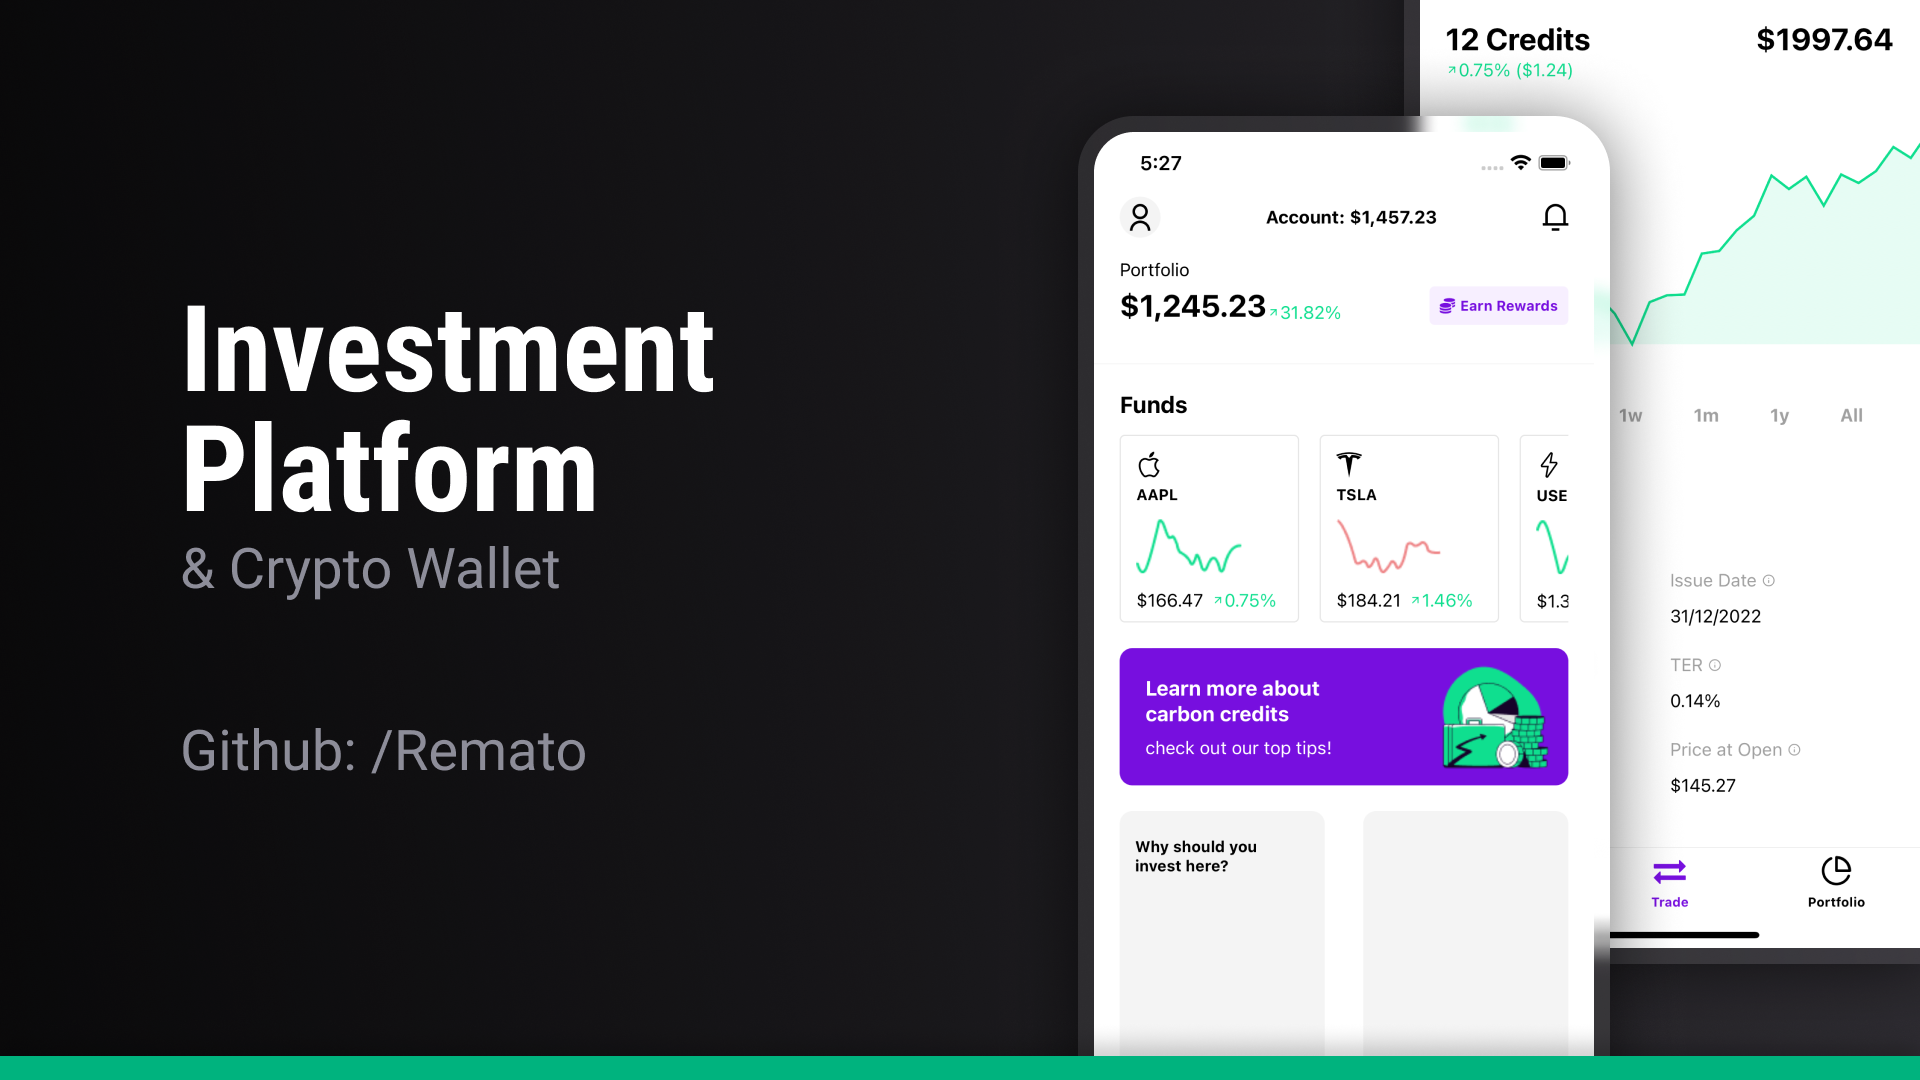 Investment
Platform
& Crypto Wallet
Github: /Remato
5:27
Account: $1,457.23
Portfolio
$1,245.23 31.82%
Earn Rewards
Funds
AAPL
$166.47 0.75%
TSLA
$184.21 1.46%
USE
$1.3
Learn more about
carbon credits
check out our top tips!
Why should you
invest here?
12 Credits $1997.64
0.75% ($1.24)
1w 1m 1y All
Issue Date
31/12/2022
TER
0.14%
Price at Open
$145.27
Trade Portfolio